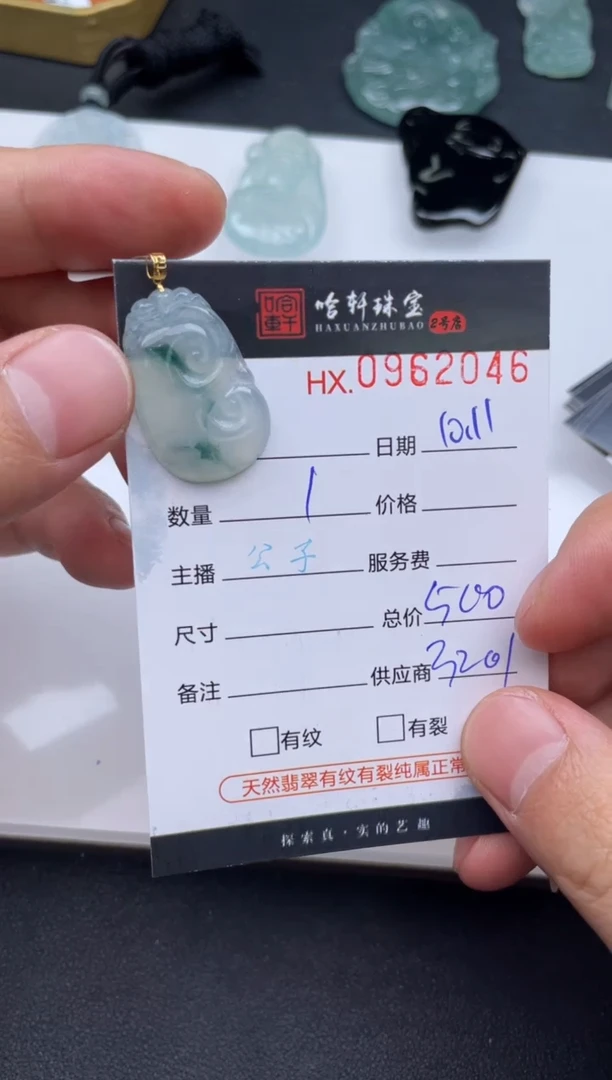 哈轩 哈轩珠宝
HAXUANZHUBAO 2号店
HX.0962046
日期 10.11
数量 1 价格
主播 公子 服务费
尺寸 总价 500
备注 供应商 3201
有纹 有裂
天然翡翠有纹有裂纯属正常
探索真·实的艺趣